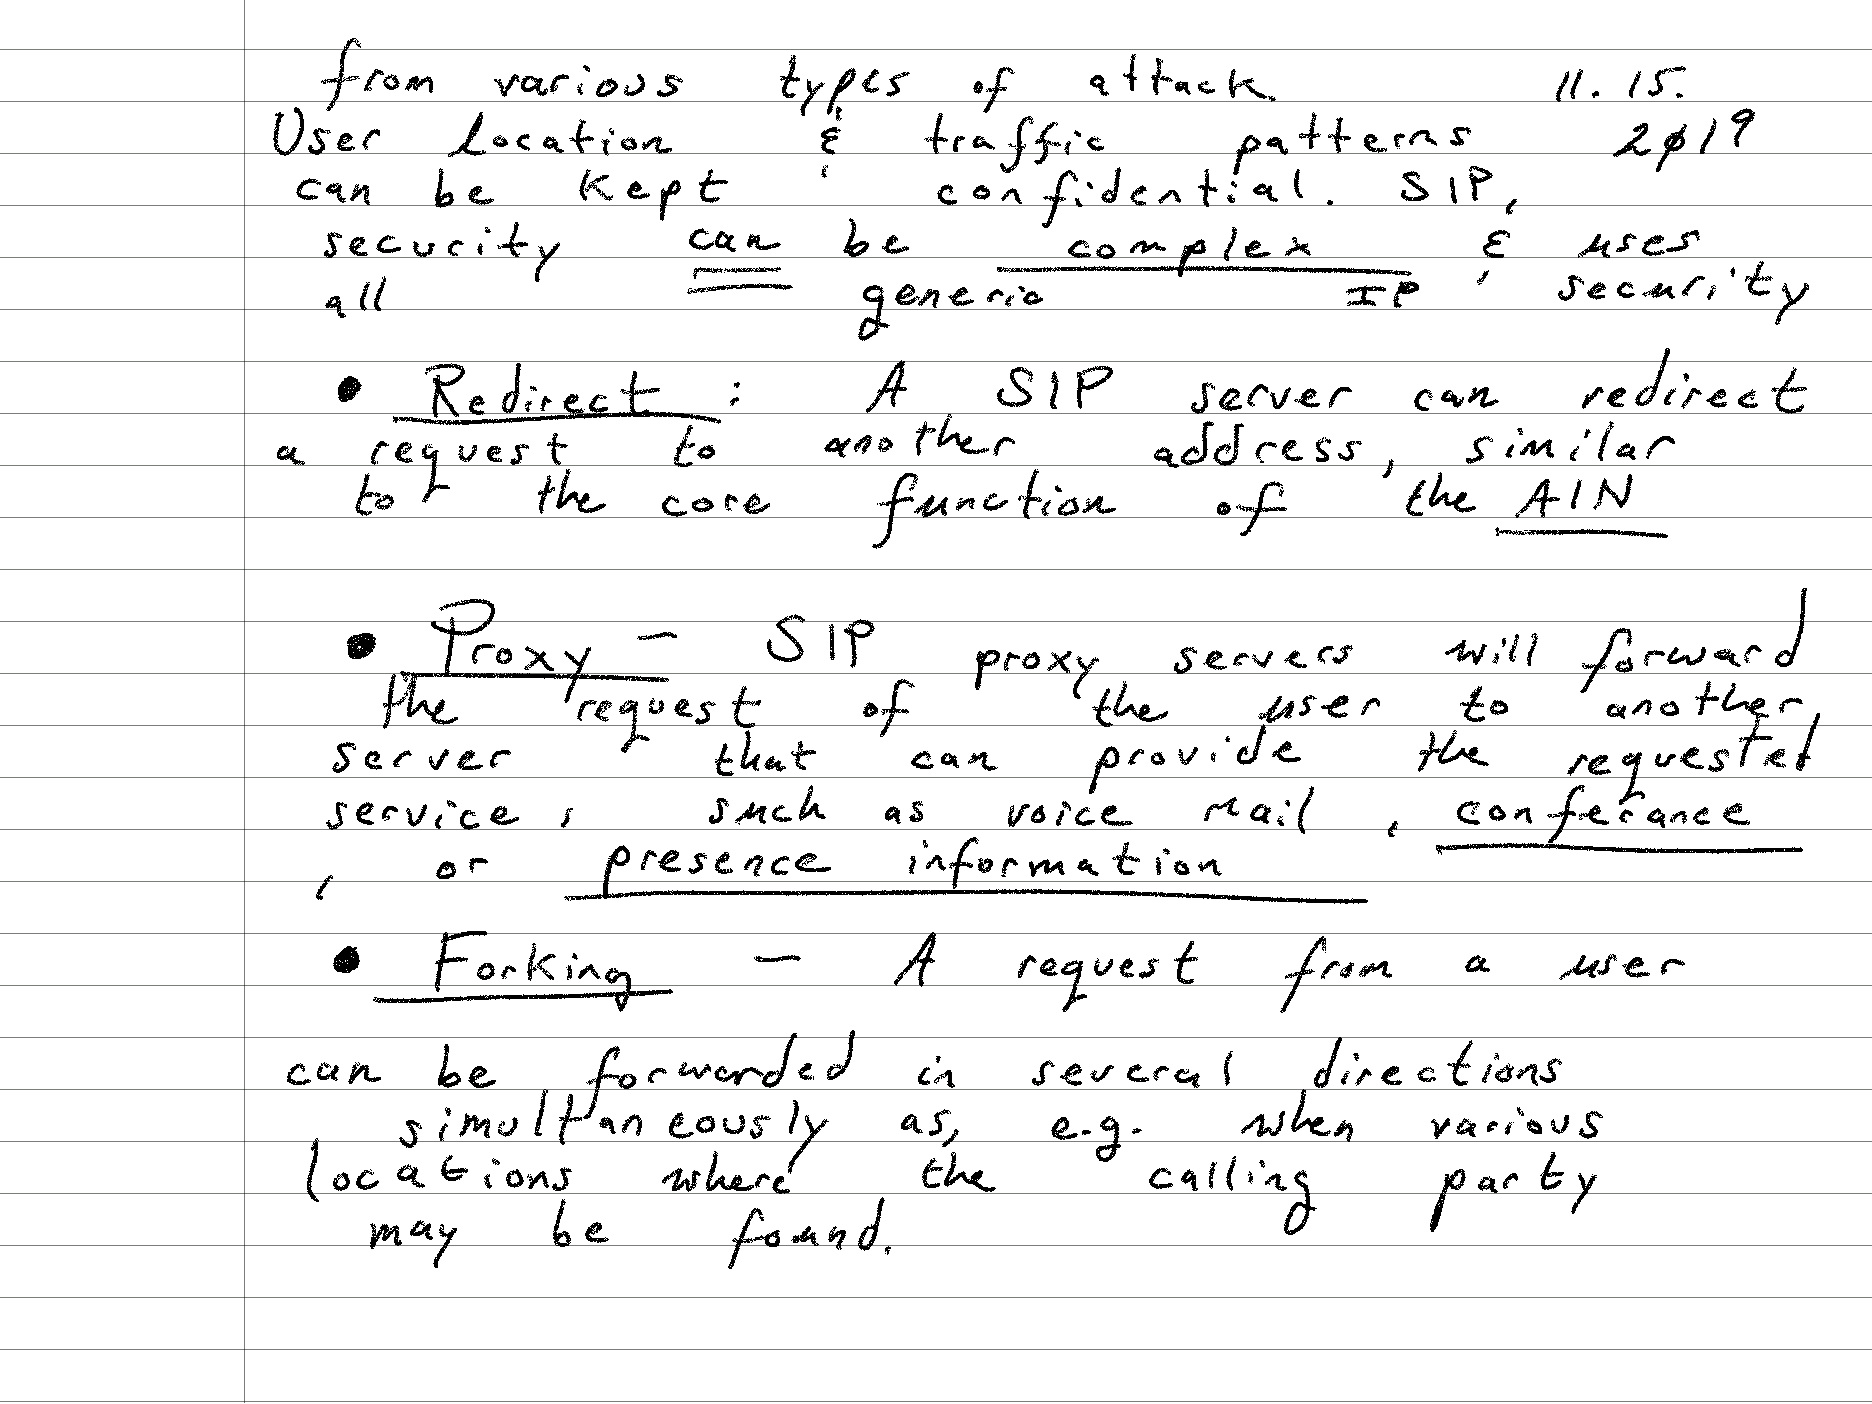 from various types of attack. 11.15.
User location & traffic patterns 2019
can be kept confidential. SIP,
security can be complex & uses
all generic IP security
• Redirect : A SIP server can redirect
a request to another address, similar
to the core function of the AIN
• Proxy – SIP proxy servers will forward
the request of the user to another
server that can provide the requested
service, such as voice mail, conferance
, or presence information
• Forking – A request from a user
can be forwarded in several directions
simultaneously as, e.g. when various
locations where the calling party
may be found.